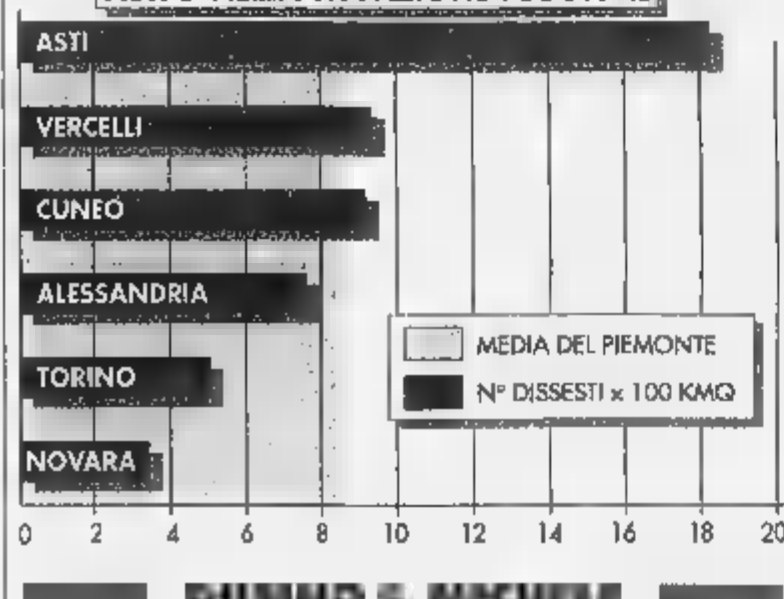 ASTI
VERCELLI
CUNEO
ALESSANDRIA
MEDIA DEL PIEMONTE
TORINO
N° DISSESTI x 100 KMQ
NOVARA
0 2 4 6 8 10 12 14 16 18 20